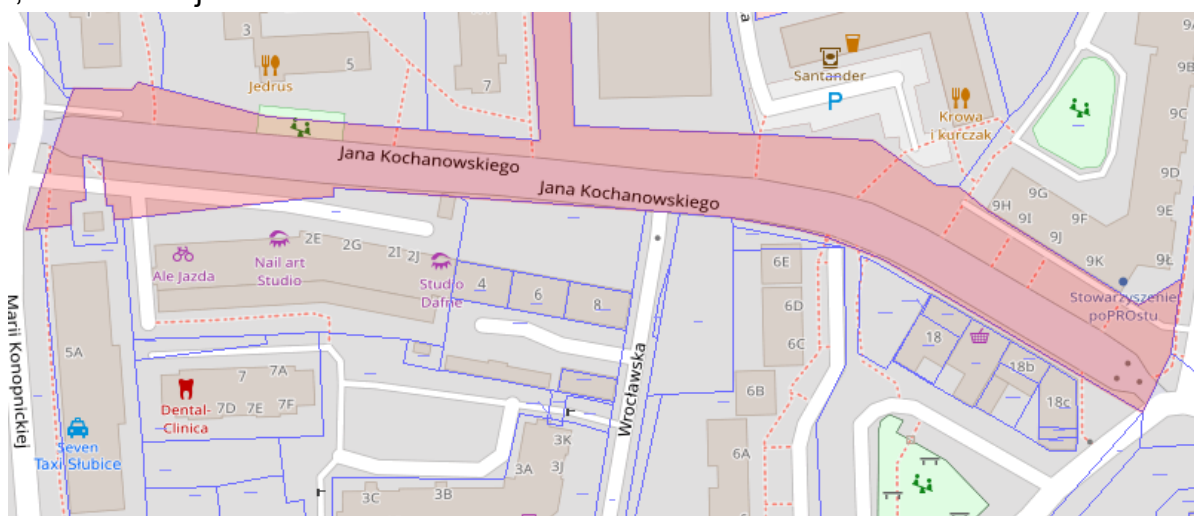 3
5
Jedrus
7
Santander
P
Krowa
i kurczak
9B
9C
9D
9E
9G
9H
9I
9F
9J
9K
9Ł
Jana Kochanowskiego
Jana Kochanowskiego
Stowarzyszenie
poPROstu
Ale Jazda
Nail art
Studio
2E
2G
2I
2J
Studio
Dafne
4
6
8
6E
6D
6C
6B
6A
18
18b
18c
Marii Konopnickiej
5A
Seven
Taxi Słubice
Dental-
Clinica
7
7A
7D
7E
7F
Wrocławska
3K
3J
3A
3B
3C